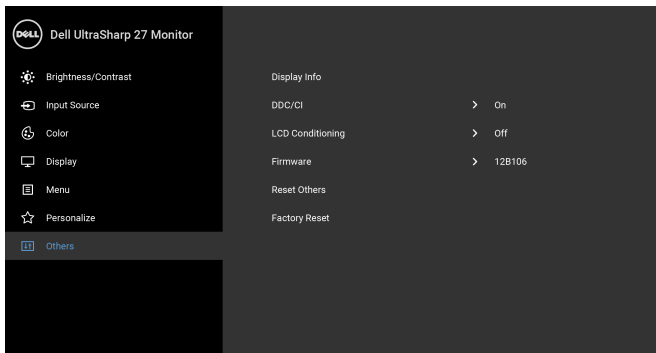 DELL Dell UltraSharp 27 Monitor
Brightness/Contrast
Input Source
Color
Display
Menu
Personalize
Others
Display Info
DDC/CI On
LCD Conditioning Off
Firmware 12B106
Reset Others
Factory Reset